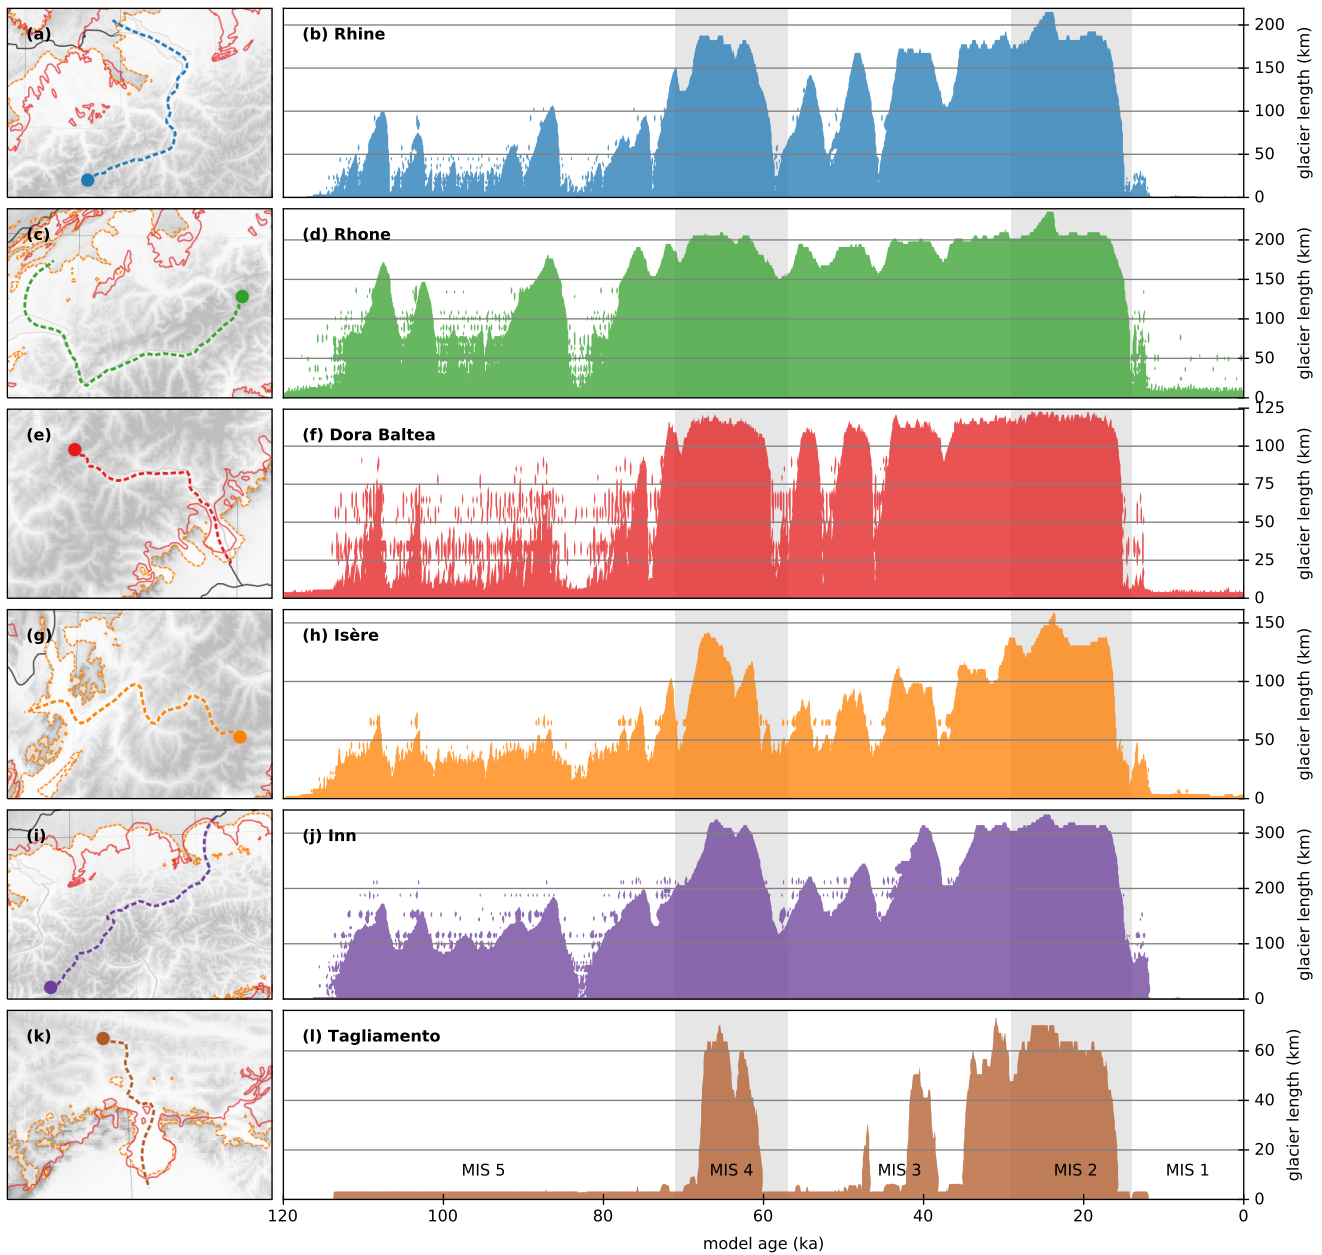 (a)
(b) Rhine
200
150
100
50
0
glacier length (km)
(c)
(d) Rhone
200
150
100
50
0
glacier length (km)
(e)
(f) Dora Baltea
125
100
75
50
25
0
glacier length (km)
(g)
(h) Isère
150
100
50
0
glacier length (km)
(i)
(j) Inn
300
200
100
0
glacier length (km)
(k)
(l) Tagliamento
60
40
20
0
glacier length (km)
MIS 5 MIS 4 MIS 3 MIS 2 MIS 1
120 100 80 60 40 20 0
model age (ka)